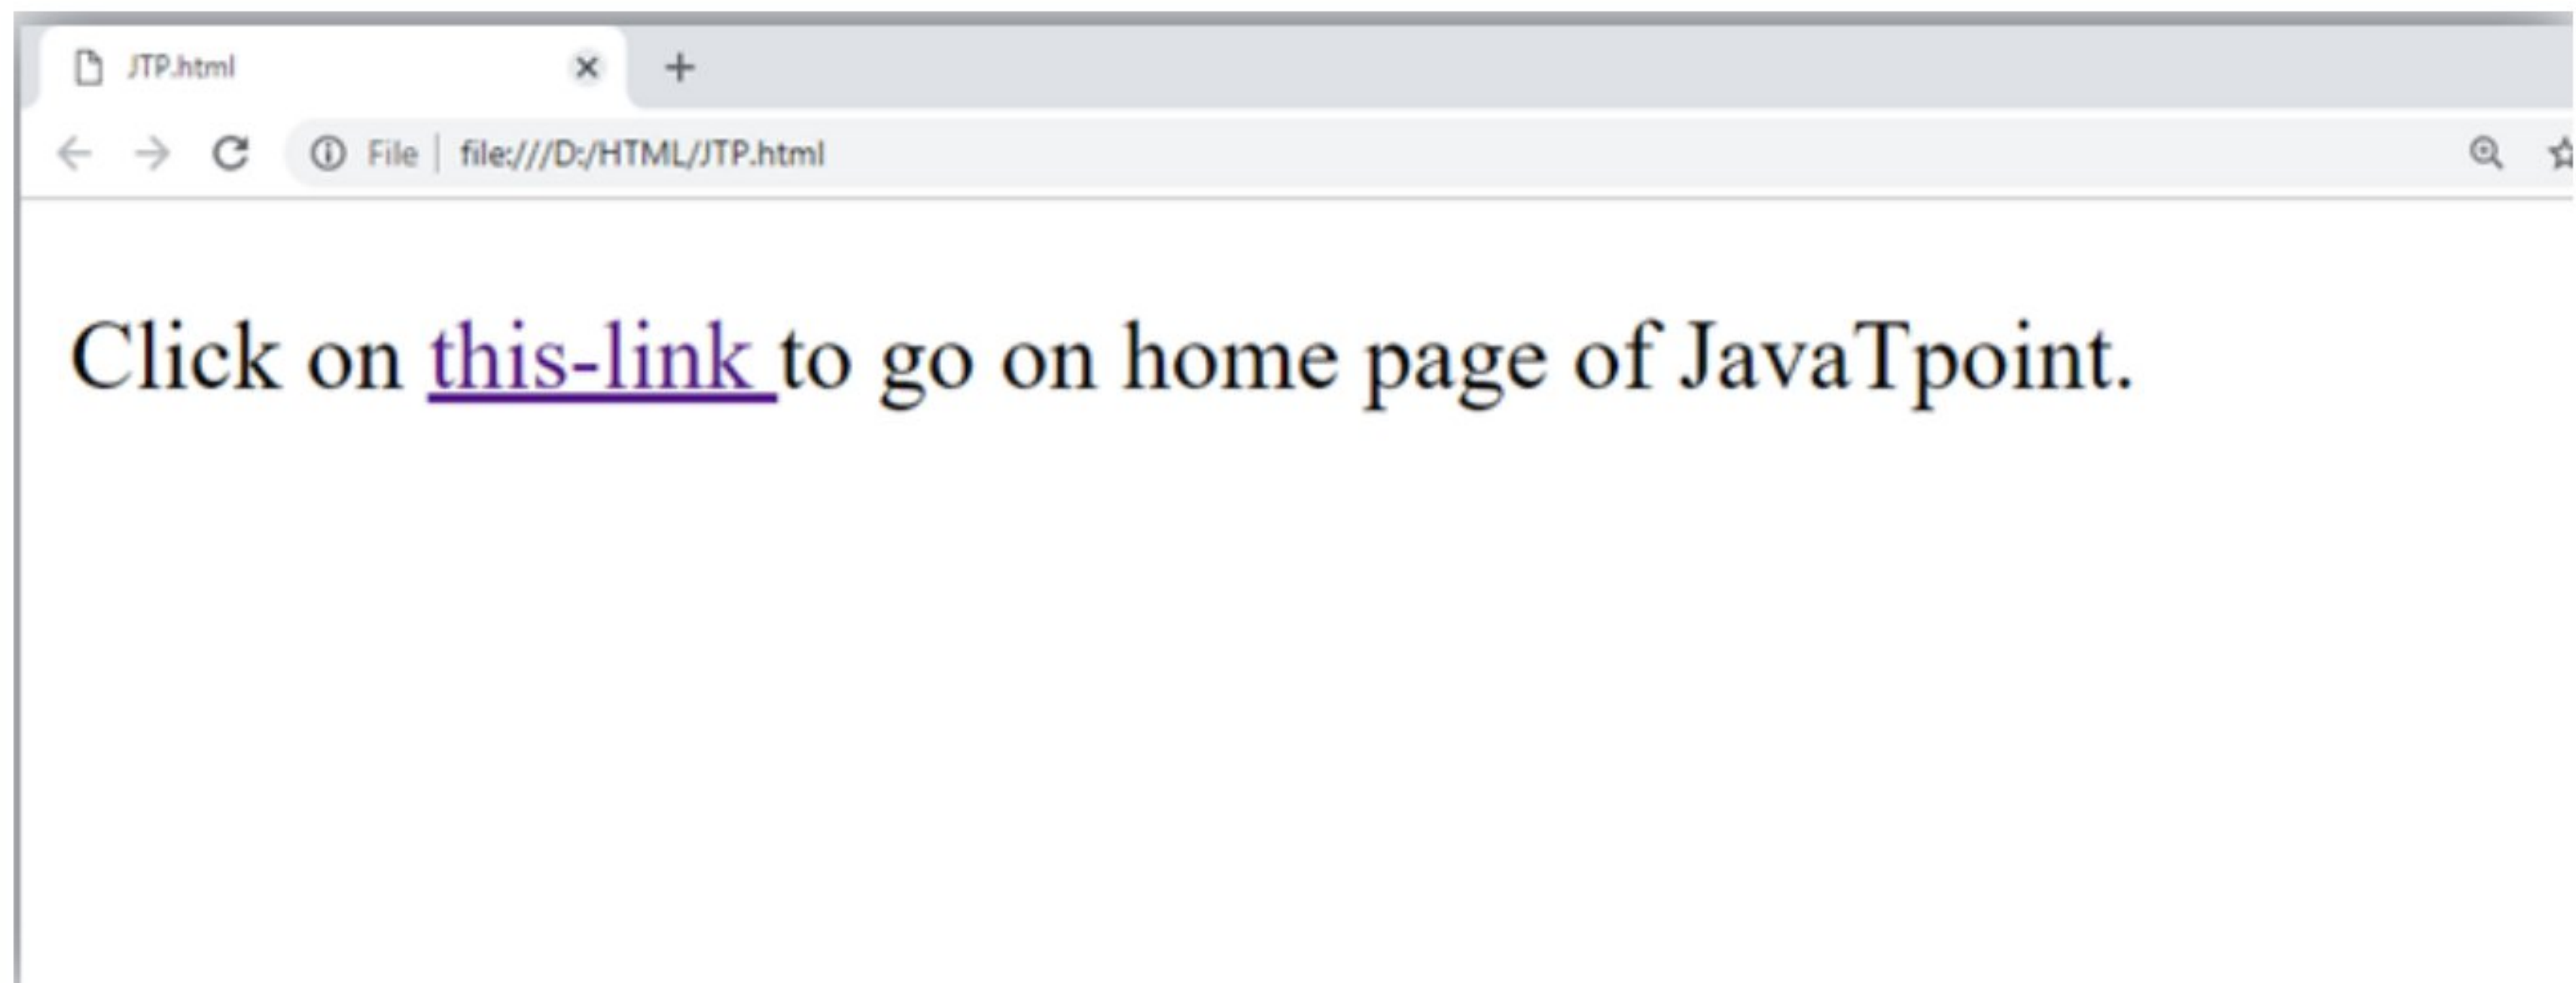 JTP.html
File file:///D:/HTML/JTP.html
Click on this-link to go on home page of JavaTpoint.